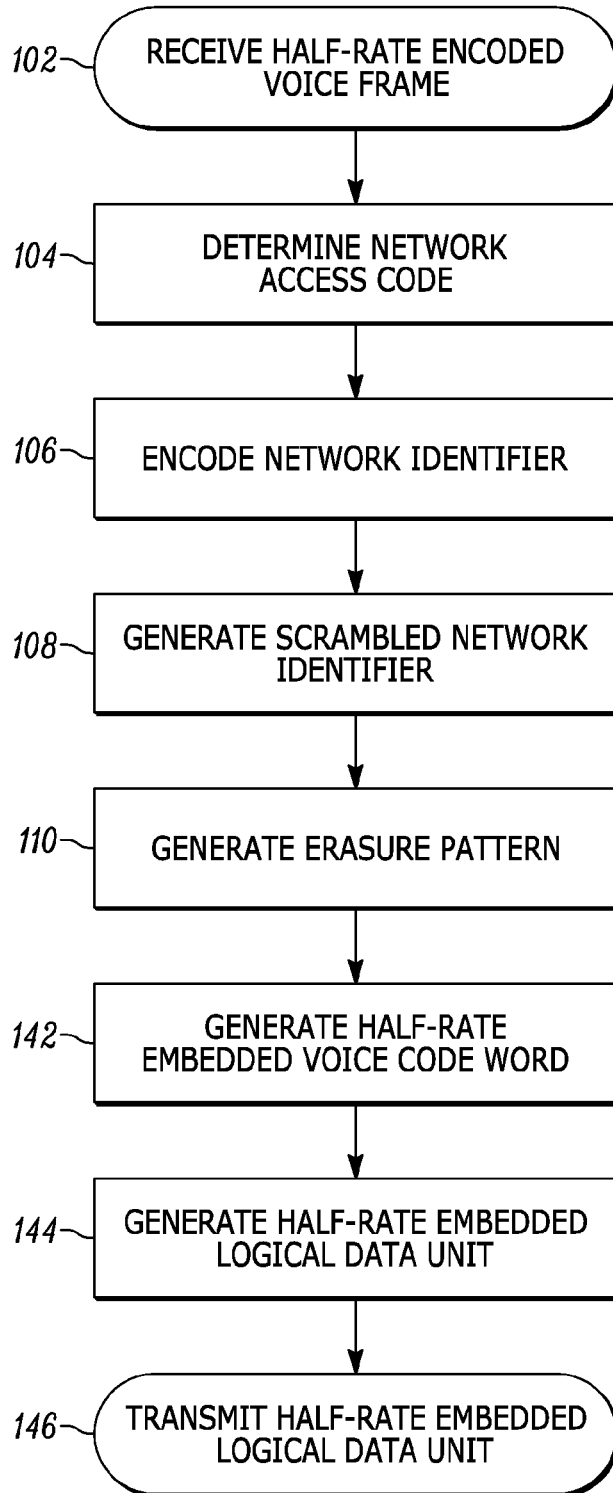 102
RECEIVE HALF-RATE ENCODED
VOICE FRAME
104
DETERMINE NETWORK
ACCESS CODE
106
ENCODE NETWORK IDENTIFIER
108
GENERATE SCRAMBLED NETWORK
IDENTIFIER
110
GENERATE ERASURE PATTERN
142
GENERATE HALF-RATE
EMBEDDED VOICE CODE WORD
144
GENERATE HALF-RATE EMBEDDED
LOGICAL DATA UNIT
146
TRANSMIT HALF-RATE EMBEDDED
LOGICAL DATA UNIT